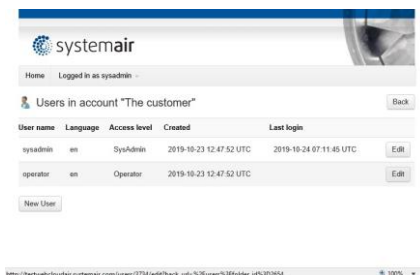 systemair
Home Logged in as sysadmin
Users in account "The customer" Back
User name Language Access level Created Last login
sysadmin en SysAdmin 2019-10-23 12:47:52 UTC 2019-10-24 07:11:45 UTC Edit
operator en Operator 2019-10-23 12:47:52 UTC Edit
New User
100%